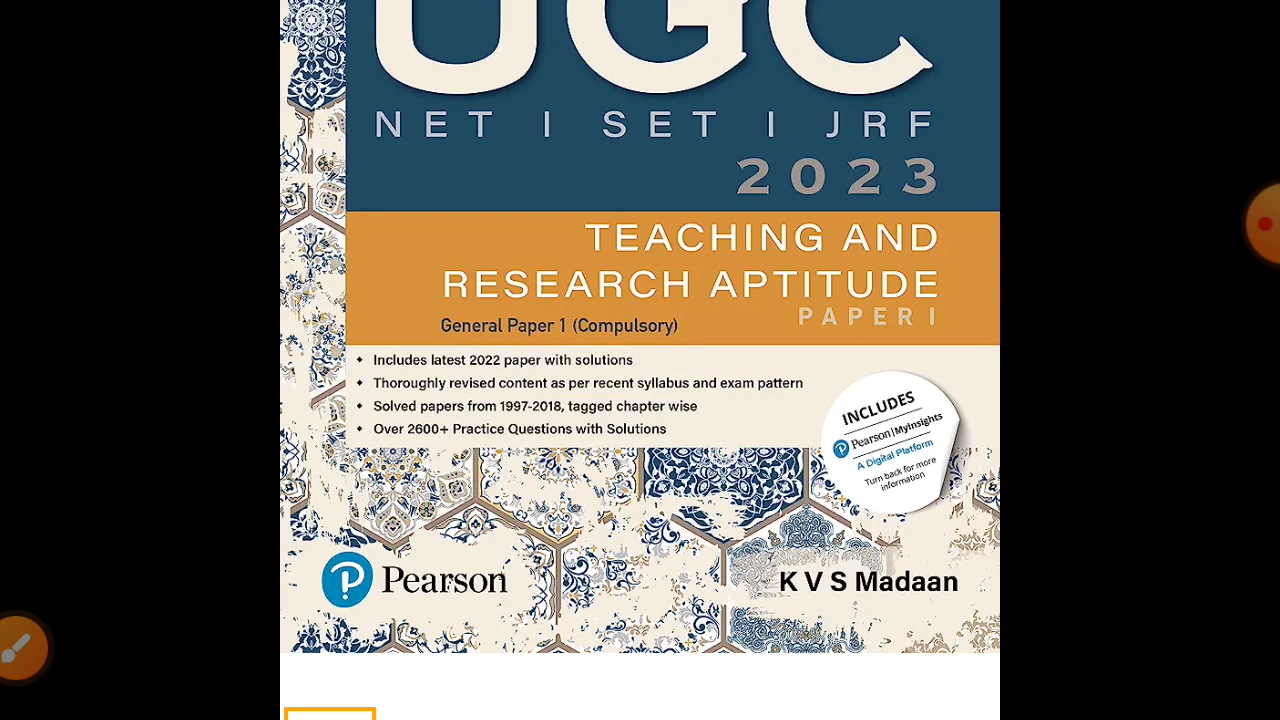 UGC
NET | SET | JRF
2023
TEACHING AND
RESEARCH APTITUDE
PAPER I
General Paper 1 (Compulsory)
Includes latest 2022 paper with solutions
Thoroughly revised content as per recent syllabus and exam pattern
Solved papers from 1997-2018, tagged chapter wise
Over 2600+ Practice Questions with Solutions
INCLUDES
Pearson | MyInsights
A Digital Platform
Turn back for more
information
Pearson
K V S Madaan